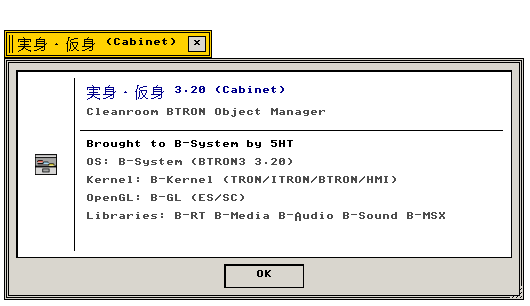 実身・仮身 (Cabinet) ×
実身・仮身 3.20 (Cabinet)
Cleanroom BTRON Object Manager
Brought to B-System by 5HT
OS: B-System (BTRON3 3.20)
Kernel: B-Kernel (TRON/ITRON/BTRON/HMI)
OpenGL: B-GL (ES/SC)
Libraries: B-RT B-Media B-Audio B-Sound B-MSX
OK